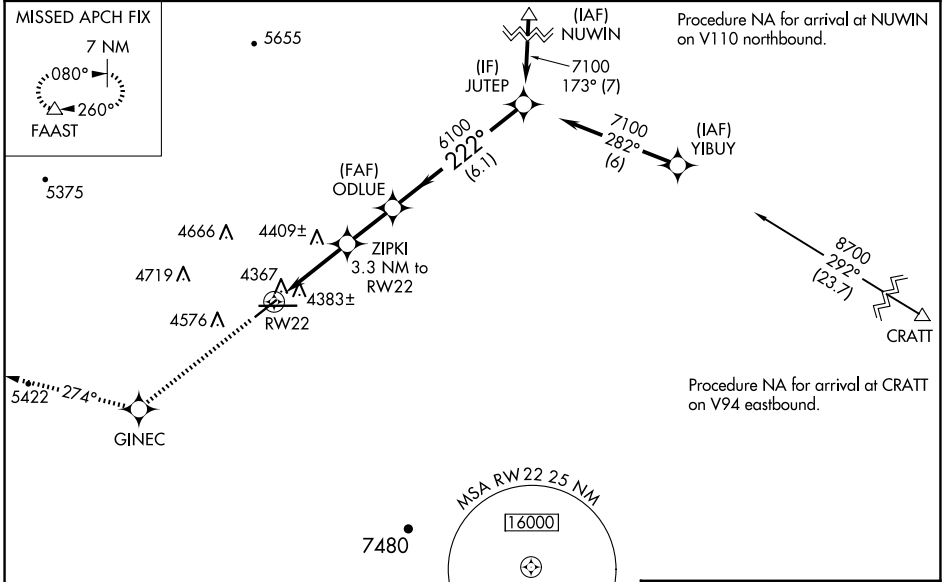 MISSED APCH FIX
7 NM
080°
260°
FAAST
5655
(IAF)
NUWIN
7100
173° (7)
Procedure NA for arrival at NUWIN
on V110 northbound.
(IF)
JUTEP
6100
222°
(6.1)
7100
282°
(6)
(IAF)
YIBUY
(FAF)
ODLUE
5375
4666
4409±
ZIPKI
3.3 NM to
RW22
4719
4367
4383±
8700
292°
(23.7)
CRATT
4576
RW22
5422
274°
GINEC
Procedure NA for arrival at CRATT
on V94 eastbound.
MSA RW22 25 NM
16000
7480